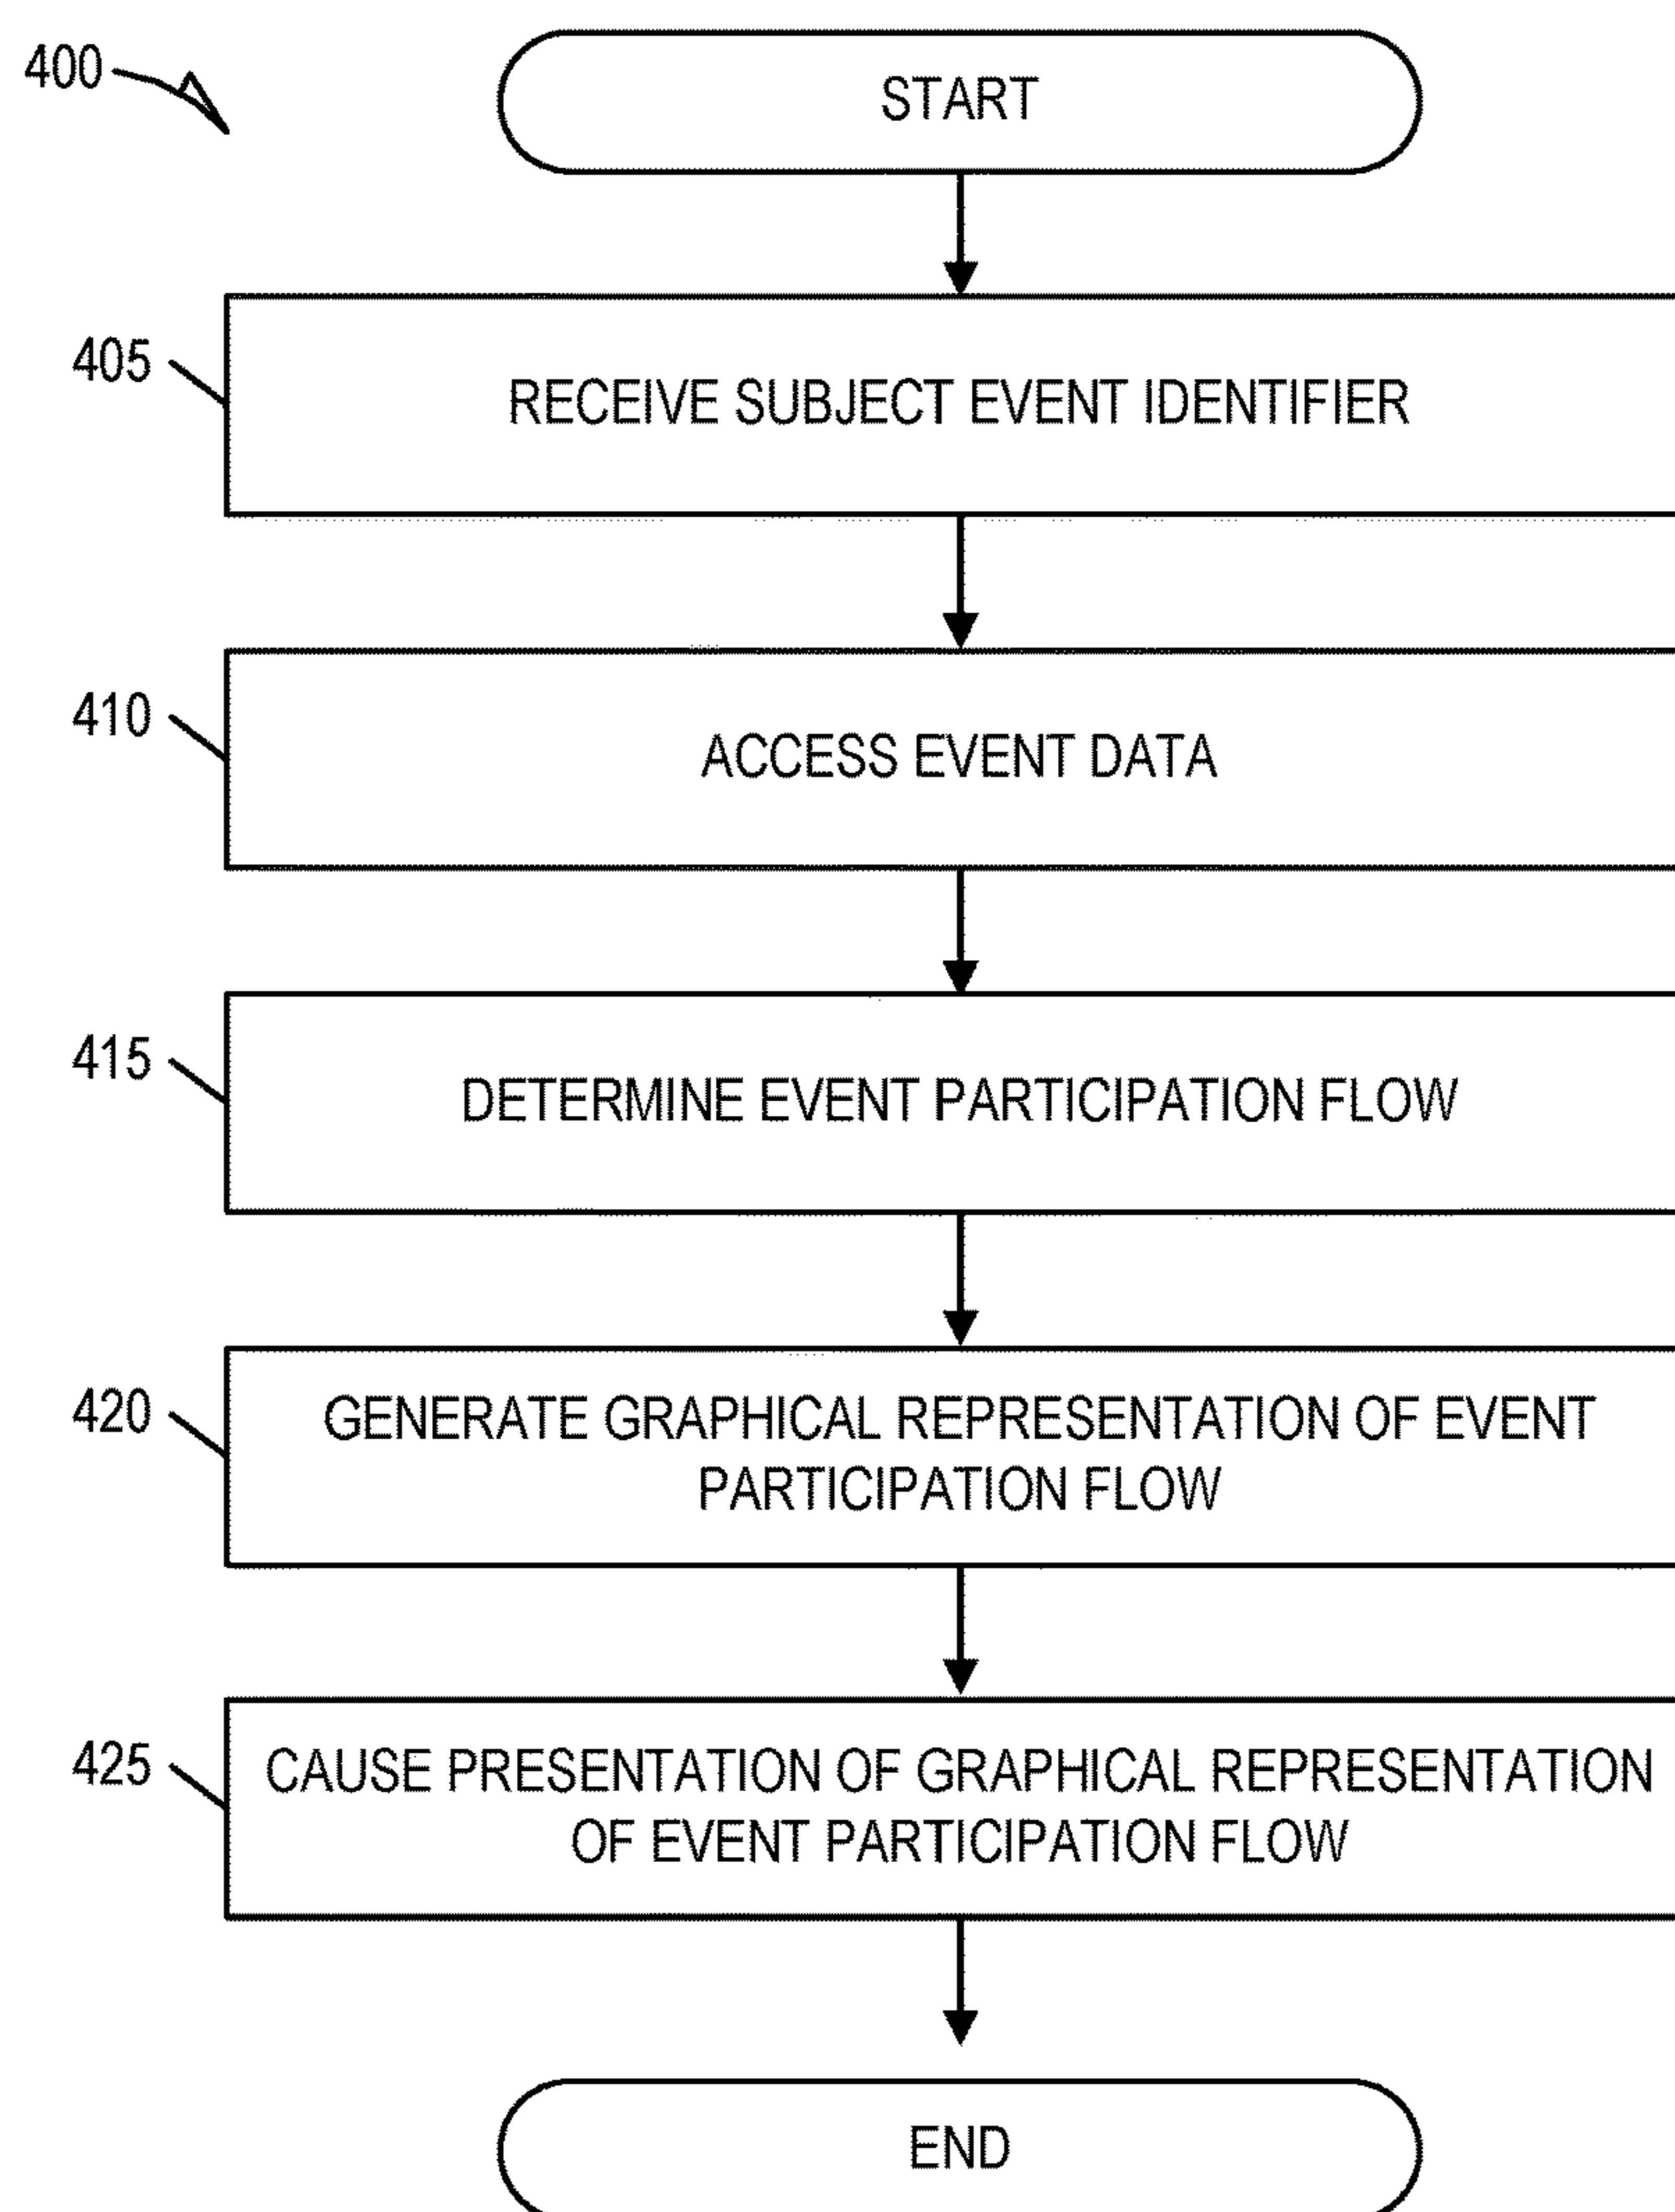 400
START
405
RECEIVE SUBJECT EVENT IDENTIFIER
410
ACCESS EVENT DATA
415
DETERMINE EVENT PARTICIPATION FLOW
420
GENERATE GRAPHICAL REPRESENTATION OF EVENT
PARTICIPATION FLOW
425
CAUSE PRESENTATION OF GRAPHICAL REPRESENTATION
OF EVENT PARTICIPATION FLOW
END